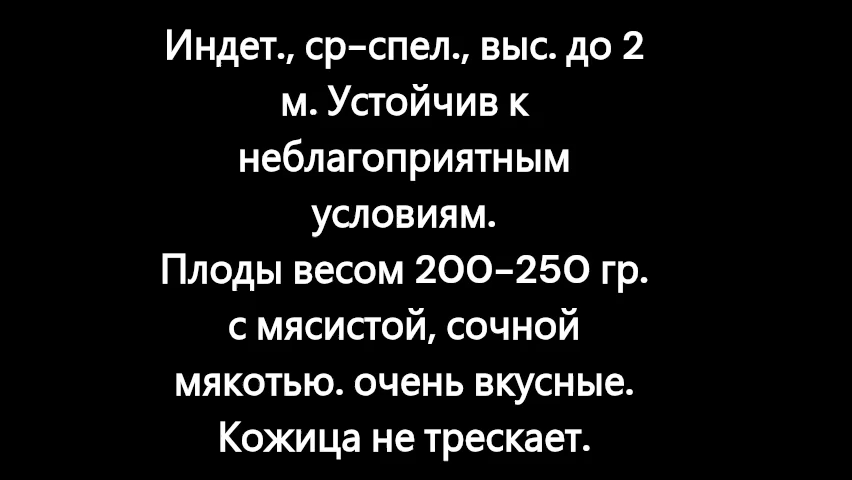 Индет., ср-спел., выс. до 2
м. Устойчив к
неблагоприятным
условиям.
Плоды весом 200-250 гр.
с мясистой, сочной
мякотью. очень вкусные.
Кожица не трескает.